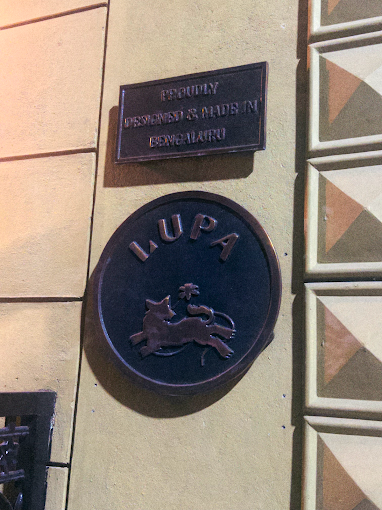 PROUDLY
DESIGNED & MADE IN
BENGALURU
LUPA